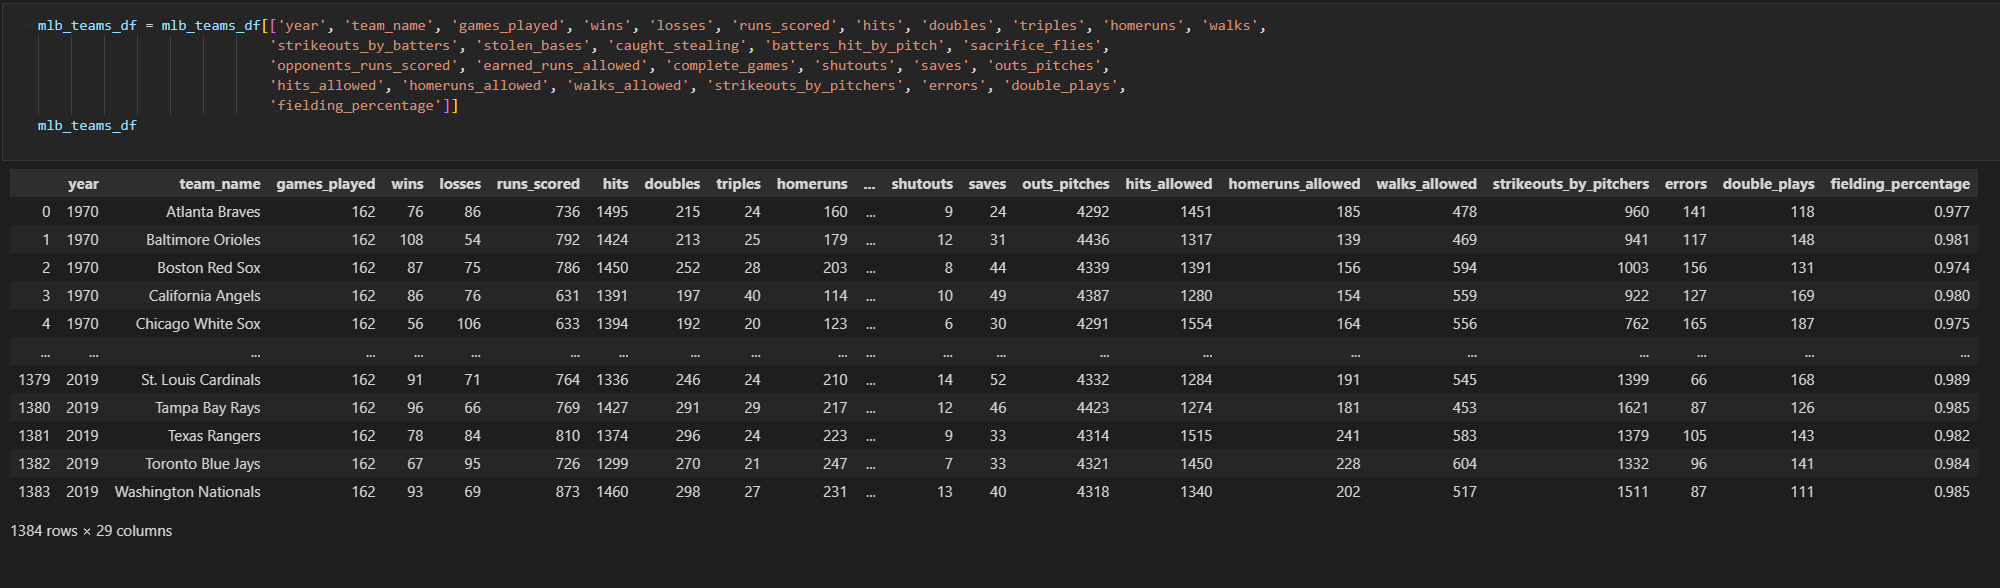 mlb_teams_df = mlb_teams_df[['year', 'team_name', 'games_played', 'wins', 'losses', 'runs_scored', 'hits', 'doubles', 'triples', 'homeruns', 'walks',
'strikeouts_by_batters', 'stolen_bases', 'caught_stealing', 'batters_hit_by_pitch', 'sacrifice_flies',
'opponents_runs_scored', 'earned_runs_allowed', 'complete_games', 'shutouts', 'saves', 'outs_pitches',
'hits_allowed', 'homeruns_allowed', 'walks_allowed', 'strikeouts_by_pitchers', 'errors', 'double_plays',
'fielding_percentage']]
mlb_teams_df
year team_name games_played wins losses runs_scored hits doubles triples homeruns ... shutouts saves outs_pitches hits_allowed homeruns_allowed walks_allowed strikeouts_by_pitchers errors double_plays fielding_percentage
0 1970 Atlanta Braves 162 76 86 736 1495 215 24 160 ... 9 24 4292 1451 185 478 960 141 118 0.977
1 1970 Baltimore Orioles 162 108 54 792 1424 213 25 179 ... 12 31 4436 1317 139 469 941 117 148 0.981
2 1970 Boston Red Sox 162 87 75 786 1450 252 28 203 ... 8 44 4339 1391 156 594 1003 156 131 0.974
3 1970 California Angels 162 86 76 631 1391 197 40 114 ... 10 49 4387 1280 154 559 922 127 169 0.980
4 1970 Chicago White Sox 162 56 106 633 1394 192 20 123 ... 6 30 4291 1554 164 556 762 165 187 0.975
... ... ... ... ... ... ... ... ... ... ... ... ... ... ... ... ... ... ... ... ... ...
1379 2019 St. Louis Cardinals 162 91 71 764 1336 246 24 210 ... 14 52 4332 1284 191 545 1399 66 168 0.989
1380 2019 Tampa Bay Rays 162 96 66 769 1427 291 29 217 ... 12 46 4423 1274 181 453 1621 87 126 0.985
1381 2019 Texas Rangers 162 78 84 810 1374 296 24 223 ... 9 33 4314 1515 241 583 1379 105 143 0.982
1382 2019 Toronto Blue Jays 162 67 95 726 1299 270 21 247 ... 7 33 4321 1450 228 604 1332 96 141 0.984
1383 2019 Washington Nationals 162 93 69 873 1460 298 27 231 ... 13 40 4318 1340 202 517 1511 87 111 0.985
1384 rows × 29 columns